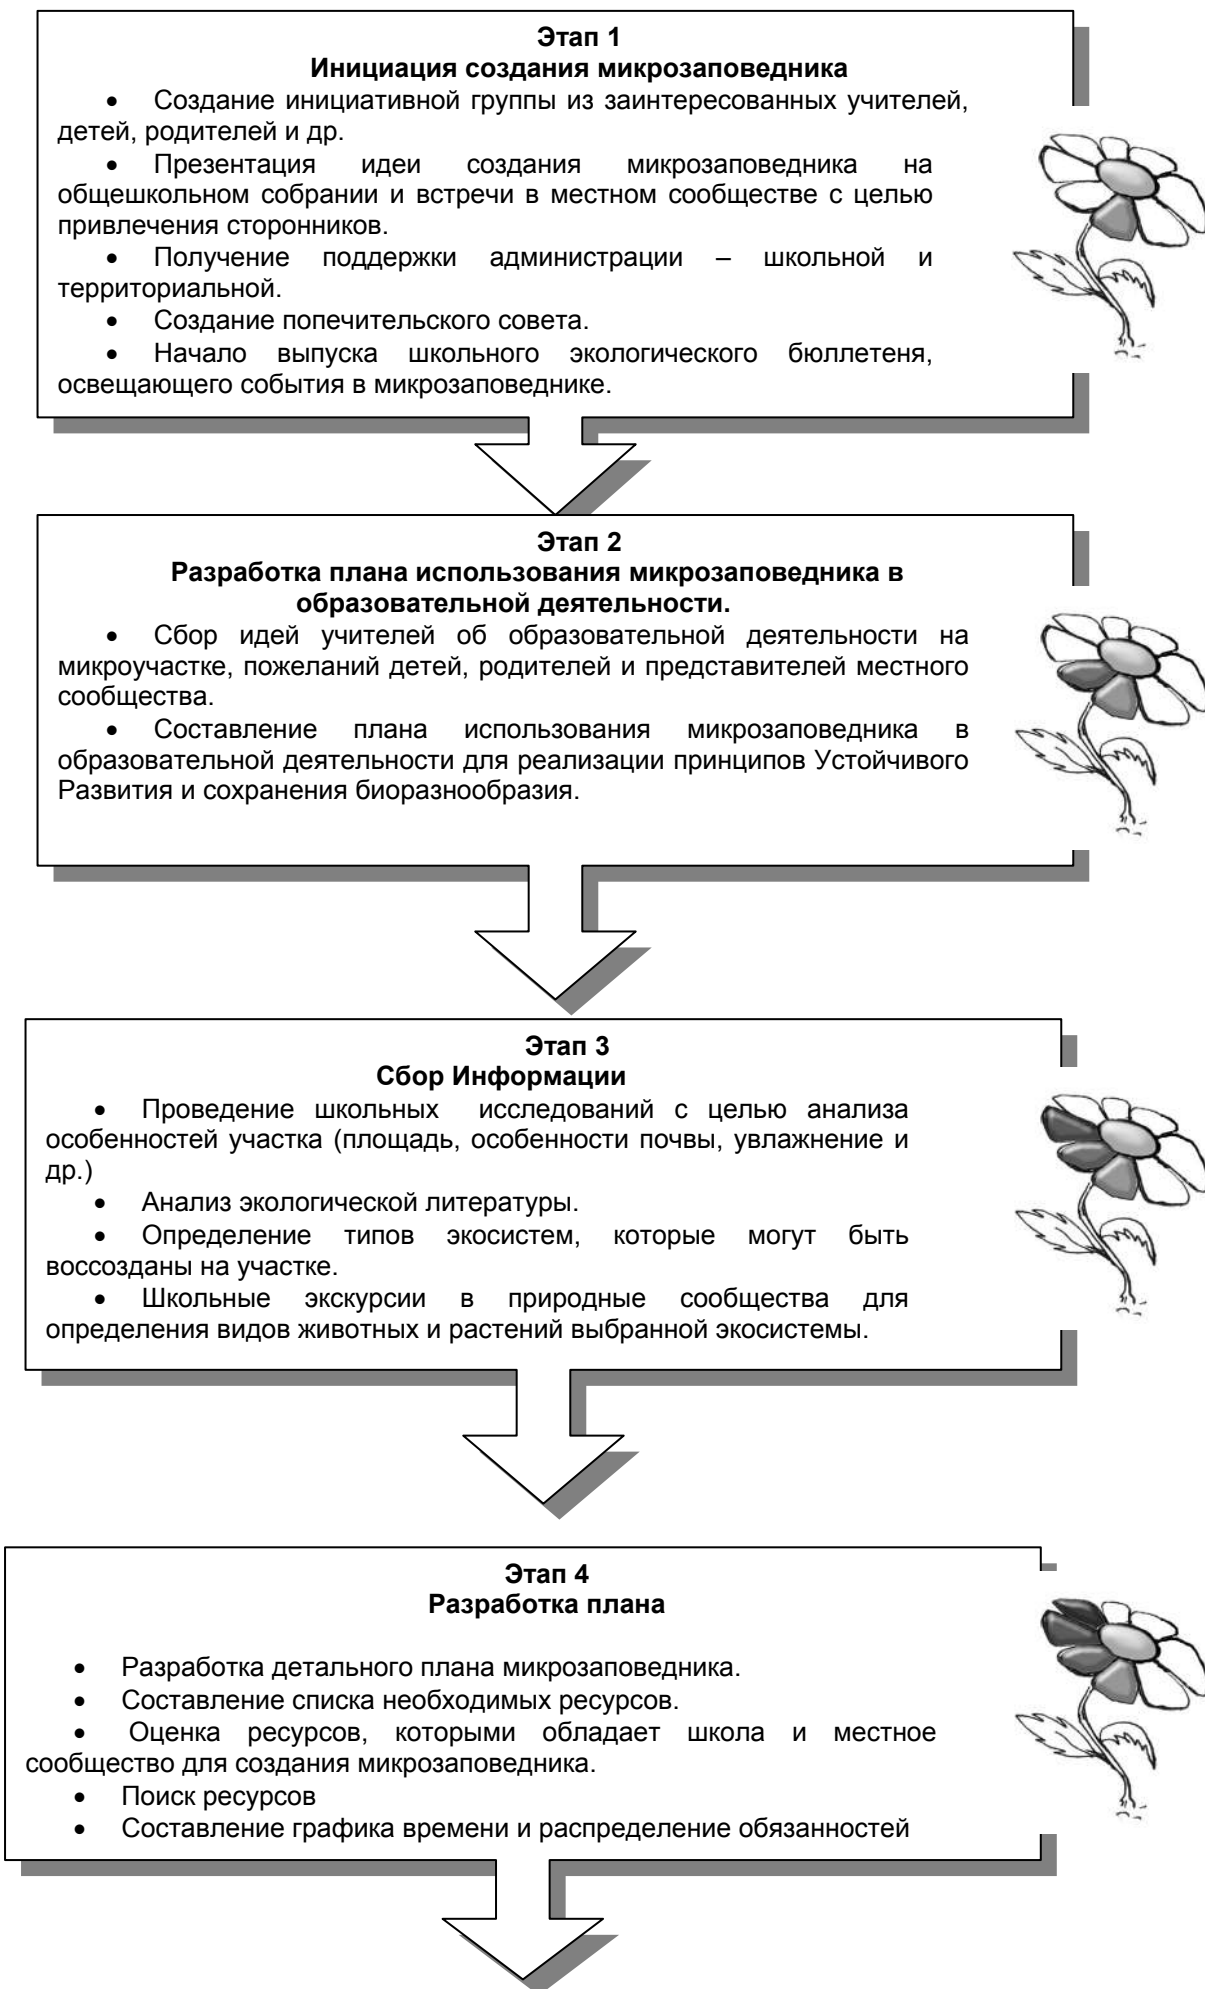 Этап 1
Инициация создания микрозаповедника
• Создание инициативной группы из заинтересованных учителей,
детей, родителей и др.
• Презентация идеи создания микрозаповедника на
общешкольном собрании и встречи в местном сообществе с целью
привлечения сторонников.
• Получение поддержки администрации – школьной и
территориальной.
• Создание попечительского совета.
• Начало выпуска школьного экологического бюллетеня,
освещающего события в микрозаповеднике.
Этап 2
Разработка плана использования микрозаповедника в
образовательной деятельности.
• Сбор идей учителей об образовательной деятельности на
микроучастке, пожеланий детей, родителей и представителей местного
сообщества.
• Составление плана использования микрозаповедника в
образовательной деятельности для реализации принципов Устойчивого
Развития и сохранения биоразнообразия.
Этап 3
Сбор Информации
• Проведение школьных исследований с целью анализа
особенностей участка (площадь, особенности почвы, увлажнение и
др.)
• Анализ экологической литературы.
• Определение типов экосистем, которые могут быть
воссозданы на участке.
• Школьные экскурсии в природные сообщества для
определения видов животных и растений выбранной экосистемы.
Этап 4
Разработка плана
• Разработка детального плана микрозаповедника.
• Составление списка необходимых ресурсов.
• Оценка ресурсов, которыми обладает школа и местное
сообщество для создания микрозаповедника.
• Поиск ресурсов
• Составление графика времени и распределение обязанностей